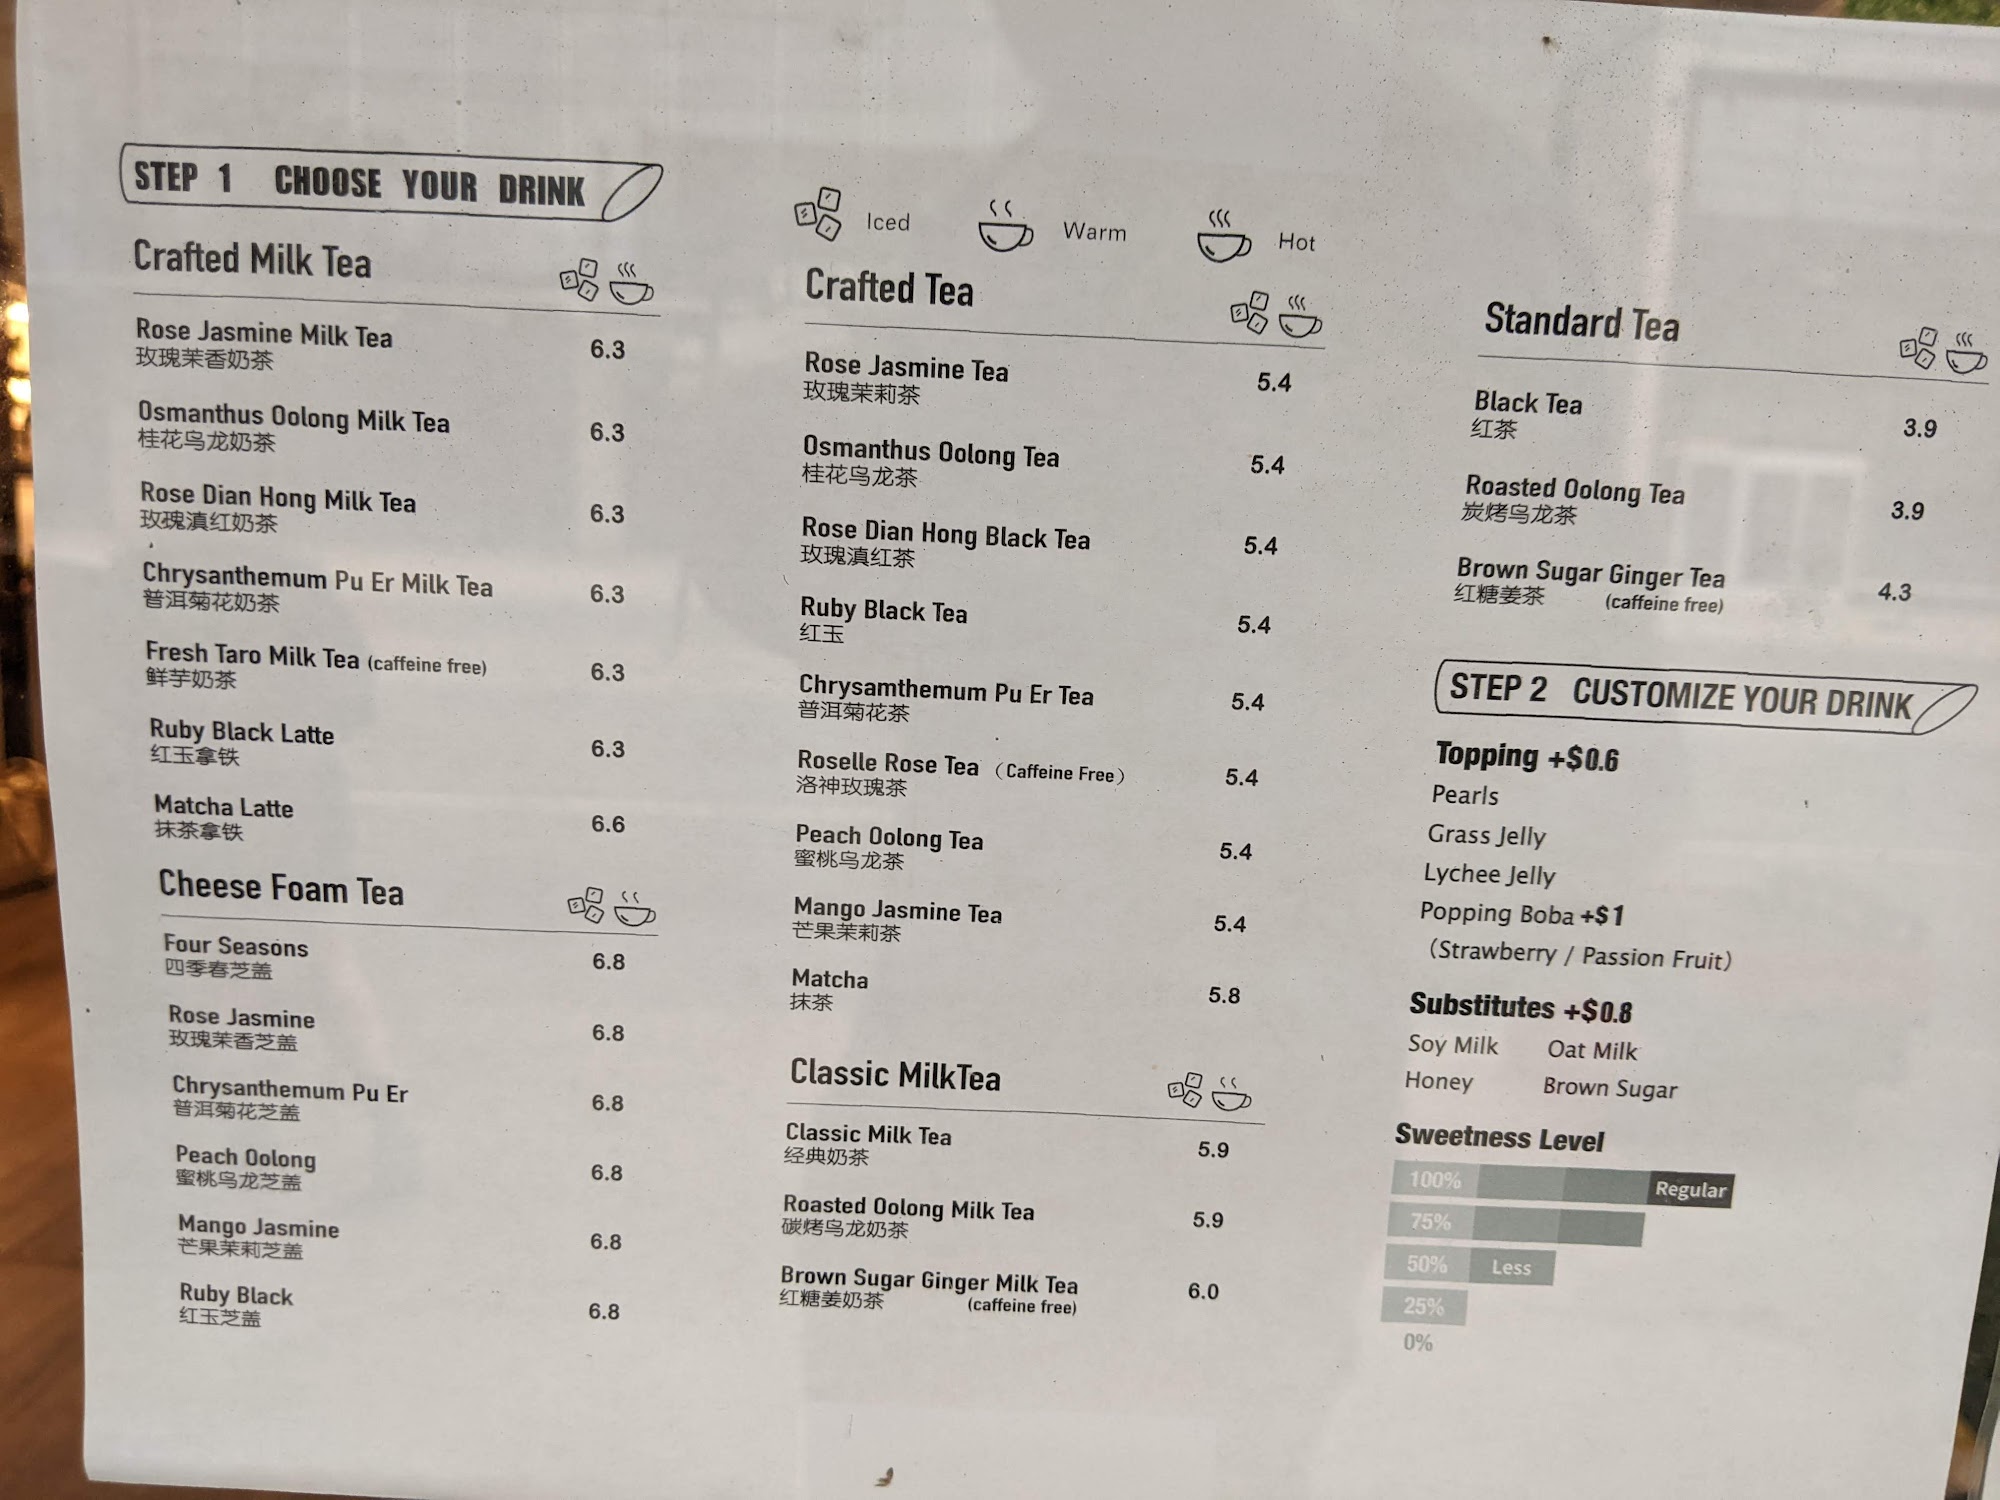 STEP 1 CHOOSE YOUR DRINK
Iced
Warm
Hot
Crafted Milk Tea
Rose Jasmine Milk Tea 6.3
玫瑰茉香奶茶
Osmanthus Oolong Milk Tea 6.3
桂花乌龙奶茶
Rose Dian Hong Milk Tea 6.3
玫瑰滇红奶茶
Chrysanthemum Pu Er Milk Tea 6.3
普洱菊花奶茶
Fresh Taro Milk Tea (caffeine free) 6.3
鲜芋奶茶
Ruby Black Latte 6.3
红玉拿铁
Matcha Latte 6.6
抹茶拿铁
Cheese Foam Tea
Four Seasons 6.8
四季春芝盖
Rose Jasmine 6.8
玫瑰茉香芝盖
Chrysanthemum Pu Er 6.8
普洱菊花芝盖
Peach Oolong 6.8
蜜桃乌龙芝盖
Mango Jasmine 6.8
芒果茉莉芝盖
Ruby Black 6.8
红玉芝盖
Crafted Tea
Rose Jasmine Tea 5.4
玫瑰茉莉茶
Osmanthus Oolong Tea 5.4
桂花乌龙茶
Rose Dian Hong Black Tea 5.4
玫瑰滇红茶
Ruby Black Tea 5.4
红玉
Chrysamthemum Pu Er Tea 5.4
普洱菊花茶
Roselle Rose Tea （Caffeine Free） 5.4
洛神玫瑰茶
Peach Oolong Tea 5.4
蜜桃乌龙茶
Mango Jasmine Tea 5.4
芒果茉莉茶
Matcha 5.8
抹茶
Classic MilkTea
Classic Milk Tea 5.9
经典奶茶
Roasted Oolong Milk Tea 5.9
碳烤乌龙奶茶
Brown Sugar Ginger Milk Tea 6.0
红糖姜奶茶 (caffeine free)
Standard Tea
Black Tea 3.9
红茶
Roasted Oolong Tea 3.9
炭烤乌龙茶
Brown Sugar Ginger Tea 4.3
红糖姜茶 (caffeine free)
STEP 2 CUSTOMIZE YOUR DRINK
Topping +$0.6
Pearls
Grass Jelly
Lychee Jelly
Popping Boba +$1
（Strawberry / Passion Fruit）
Substitutes +$0.8
Soy Milk Oat Milk
Honey Brown Sugar
Sweetness Level
100% Regular
75%
50% Less
25%
0%